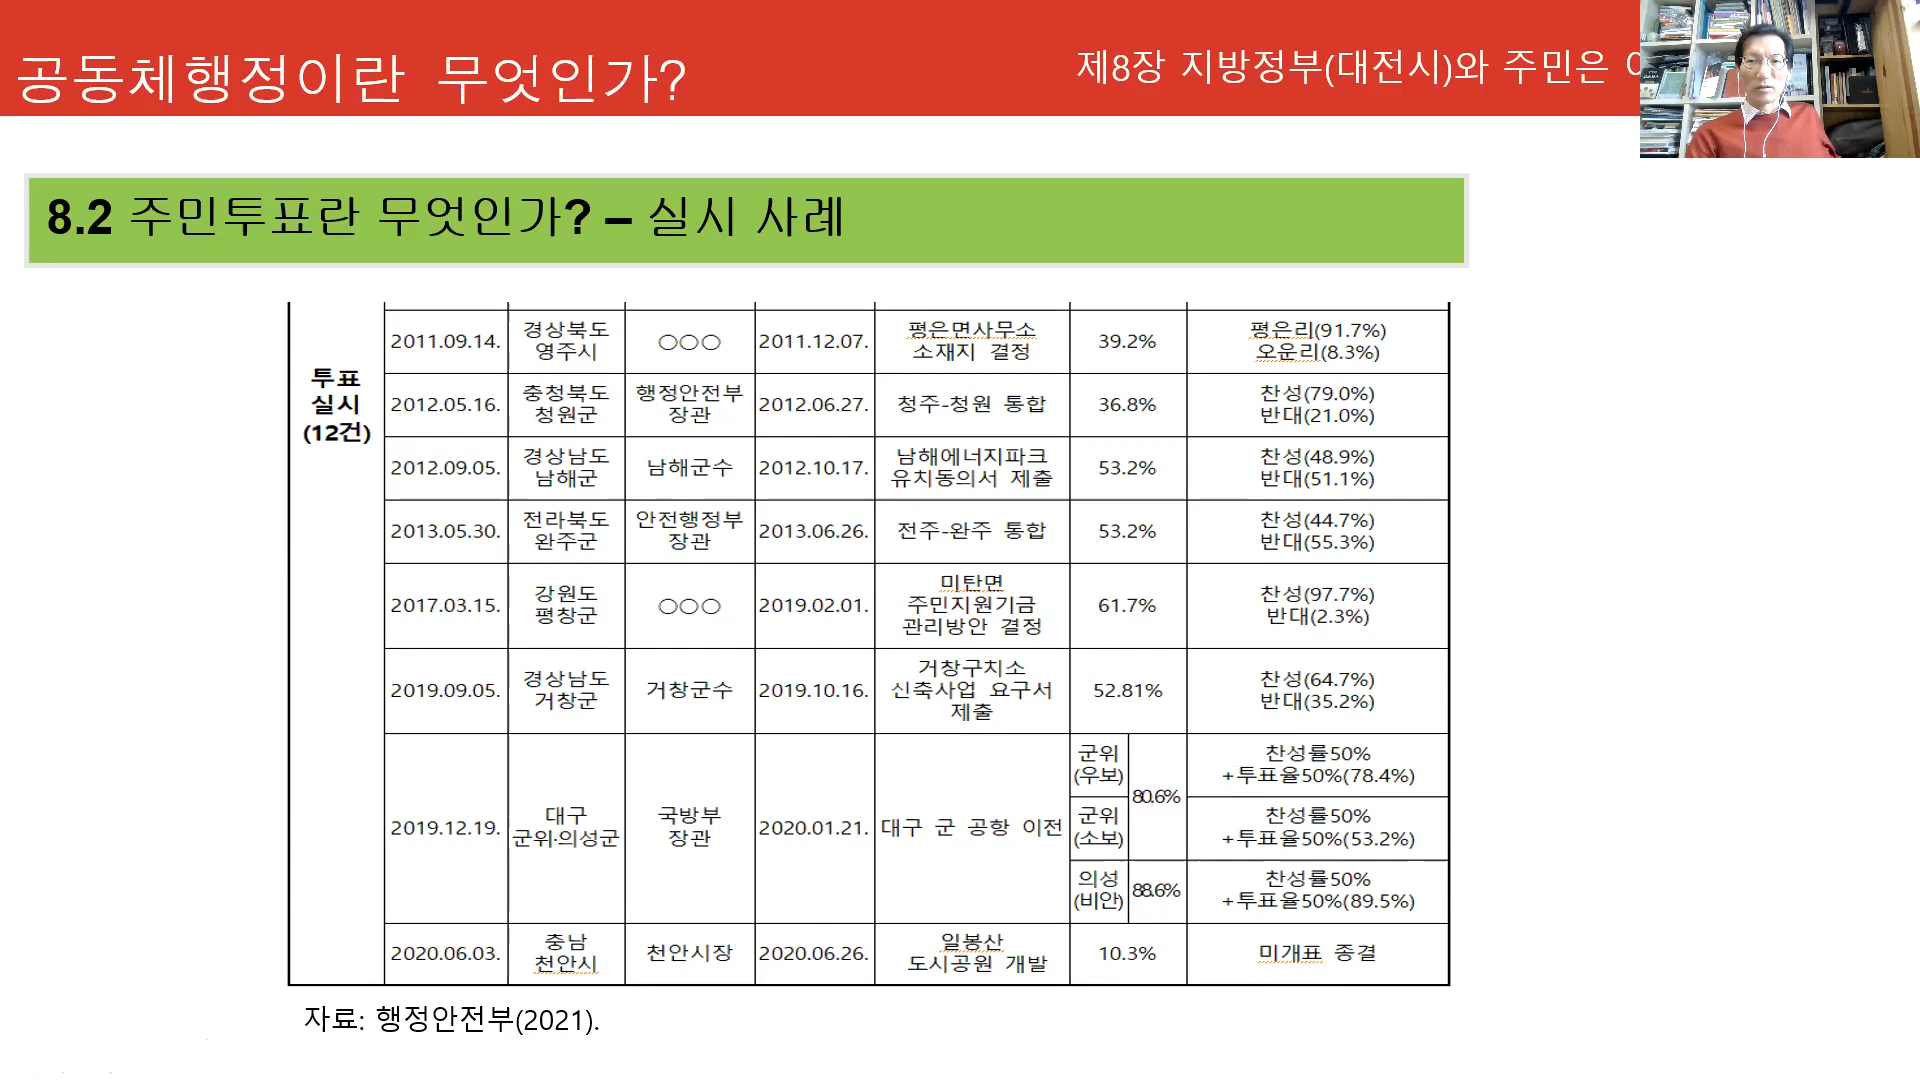 공동체행정이란 무엇인가?
제8장 지방정부(대전시)와 주민은
8.2 주민투표란 무엇인가? – 실시 사례
투표
실시
(12건)
2011.09.14.
경상북도
영주시
○○○
2011.12.07.
평은면사무소
소재지 결정
39.2%
평은리(91.7%)
오운리(8.3%)
2012.05.16.
충청북도
청원군
행정안전부
장관
2012.06.27.
청주-청원 통합
36.8%
찬성(79.0%)
반대(21.0%)
2012.09.05.
경상남도
남해군
남해군수
2012.10.17.
남해에너지파크
유치동의서 제출
53.2%
찬성(48.9%)
반대(51.1%)
2013.05.30.
전라북도
완주군
안전행정부
장관
2013.06.26.
전주-완주 통합
53.2%
찬성(44.7%)
반대(55.3%)
2017.03.15.
강원도
평창군
○○○
2019.02.01.
미탄면
주민지원기금
관리방안 결정
61.7%
찬성(97.7%)
반대(2.3%)
2019.09.05.
경상남도
거창군
거창군수
2019.10.16.
거창구치소
신축사업 요구서
제출
52.81%
찬성(64.7%)
반대(35.2%)
2019.12.19.
대구
군위·의성군
국방부
장관
2020.01.21.
대구 군 공항 이전
군위
(우보)
80.6%
찬성률50%
+투표율50%(78.4%)
군위
(소보)
찬성률50%
+투표율50%(53.2%)
의성
(비안)
88.6%
찬성률50%
+투표율50%(89.5%)
2020.06.03.
충남
천안시
천안시장
2020.06.26.
일봉산
도시공원 개발
10.3%
미개표 종결
자료: 행정안전부(2021).